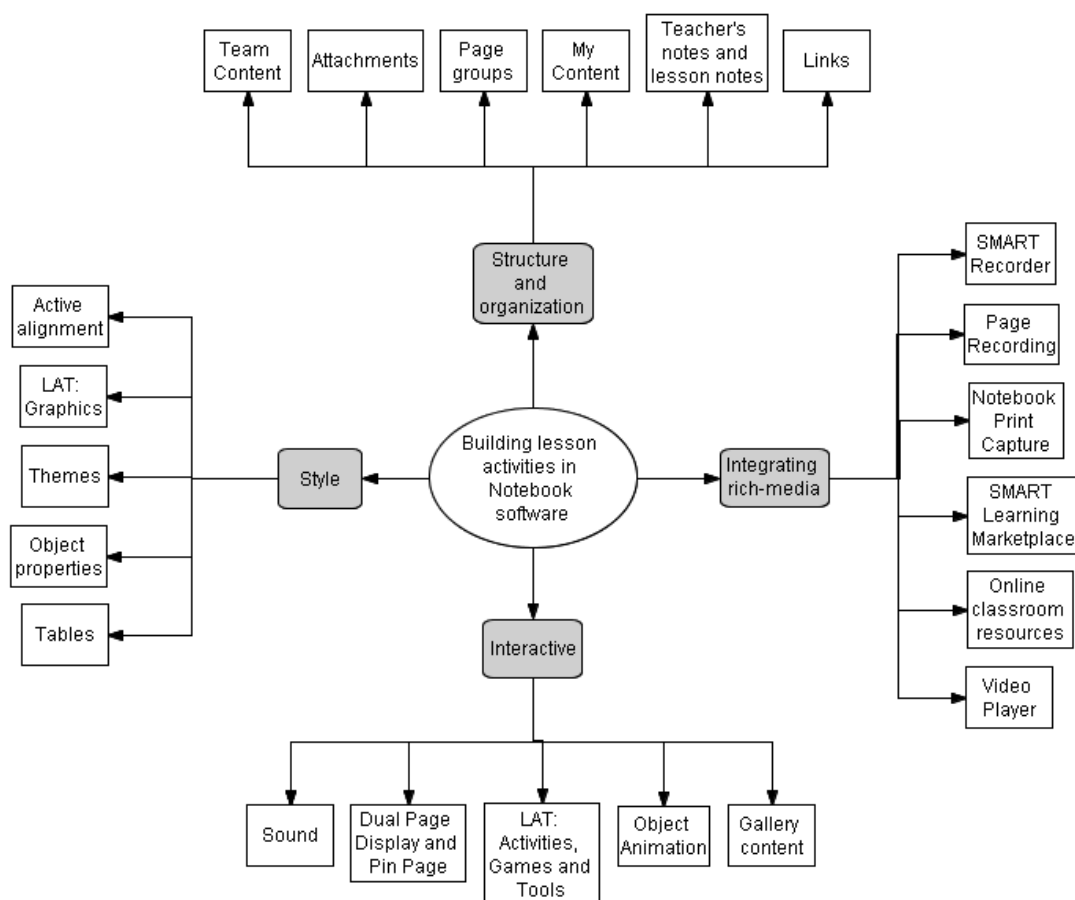 Team
Content
Attachments
Page
groups
My
Content
Teacher's
notes and
lesson notes
Links
Structure
and
organization
SMART
Recorder
Page
Recording
Notebook
Print
Capture
SMART
Learning
Marketplace
Online
classroom
resources
Video
Player
Integrating
rich-media
Building lesson
activities in
Notebook
software
Style
Active
alignment
LAT:
Graphics
Themes
Object
properties
Tables
Interactive
Sound
Dual Page
Display and
Pin Page
LAT:
Activities,
Games and
Tools
Object
Animation
Gallery
content